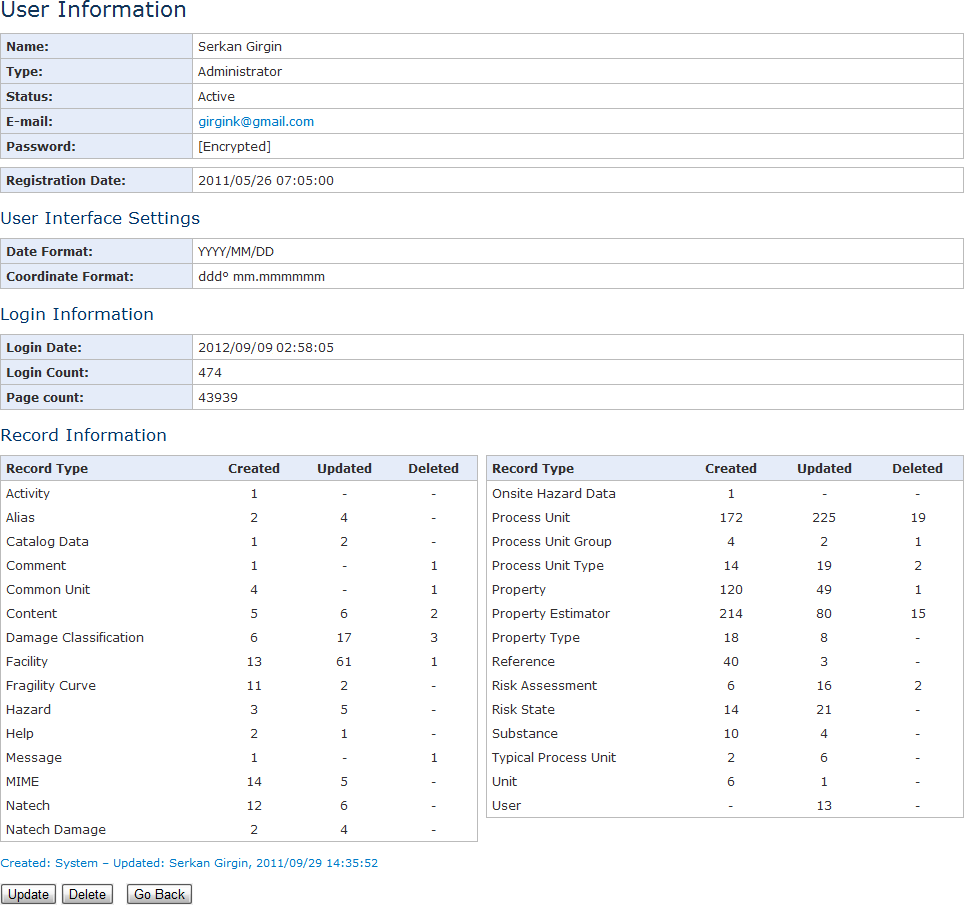 User Information
Name: Serkan Girgin
Type: Administrator
Status: Active
E-mail: girgink@gmail.com
Password: [Encrypted]
Registration Date: 2011/05/26 07:05:00
User Interface Settings
Date Format: YYYY/MM/DD
Coordinate Format: ddd° mm.mmmmmm
Login Information
Login Date: 2012/09/09 02:58:05
Login Count: 474
Page count: 43939
Record Information
Record Type Created Updated Deleted
Activity 1 - -
Alias 2 4 -
Catalog Data 1 2 -
Comment 1 - 1
Common Unit 4 - 1
Content 5 6 2
Damage Classification 6 17 3
Facility 13 61 1
Fragility Curve 11 2 -
Hazard 3 5 -
Help 2 1 -
Message 1 - 1
MIME 14 5 -
Natech 12 6 -
Natech Damage 2 4 -
Record Type Created Updated Deleted
Onsite Hazard Data 1 - -
Process Unit 172 225 19
Process Unit Group 4 2 1
Process Unit Type 14 19 2
Property 120 49 1
Property Estimator 214 80 15
Property Type 18 8 -
Reference 40 3 -
Risk Assessment 6 16 2
Risk State 14 21 -
Substance 10 4 -
Typical Process Unit 2 6 -
Unit 6 1 -
User - 13 -
Created: System – Updated: Serkan Girgin, 2011/09/29 14:35:52
Update Delete Go Back